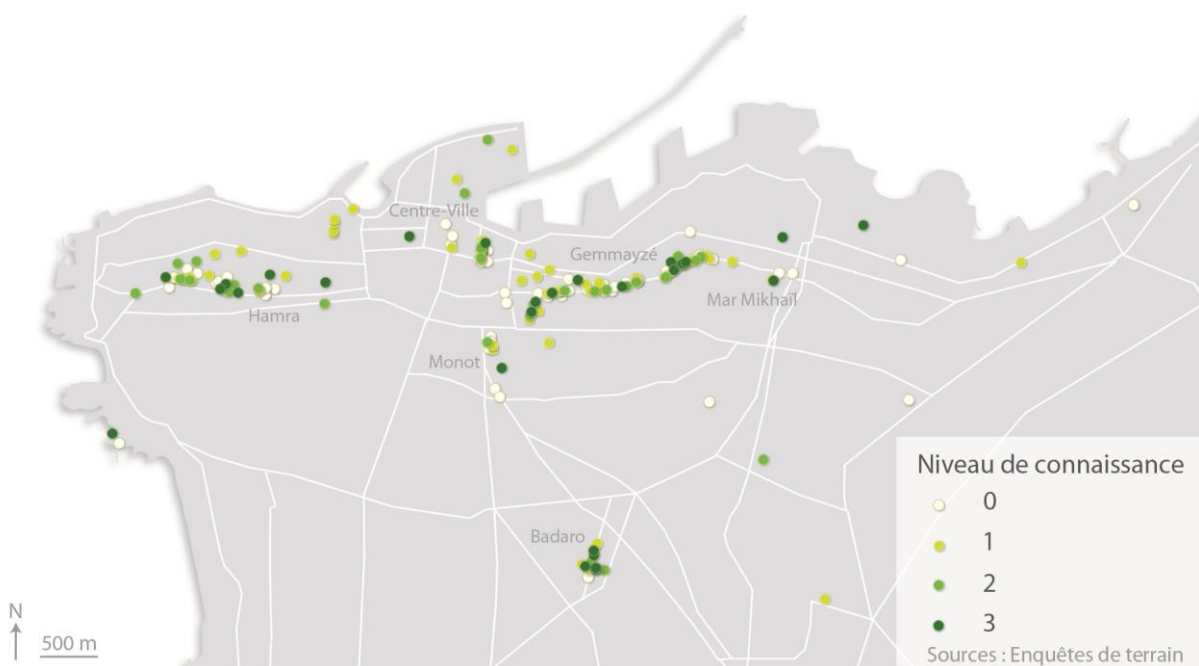 Centre-Ville
Gemmayzé
Mar Mikhaïl
Hamra
Monot
Badaro
Niveau de connaissance
0
1
2
3
Sources : Enquêtes de terrain
N
500 m